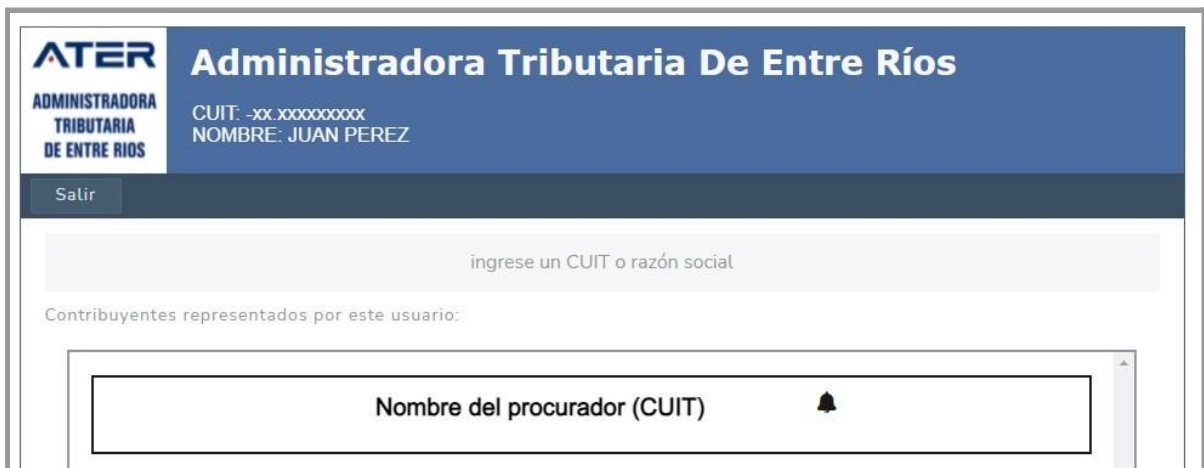 ATER
ADMINISTRADORA
TRIBUTARIA
DE ENTRE RIOS
Administradora Tributaria De Entre Ríos
CUIT: -xx.xxxxxxxxx
NOMBRE: JUAN PEREZ
Salir
ingrese un CUIT o razón social
Contribuyentes representados por este usuario:
Nombre del procurador (CUIT)